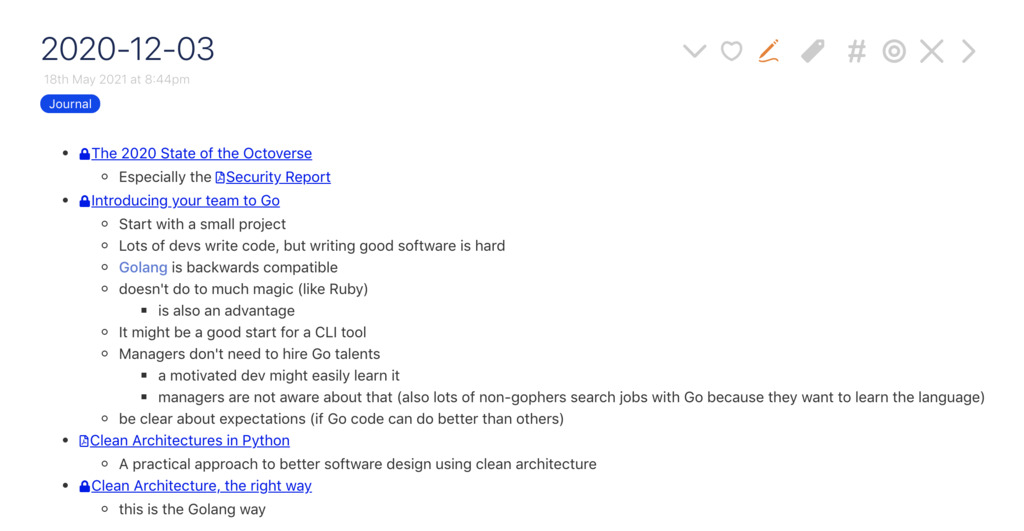 2020-12-03
18th May 2021 at 8:44pm
Journal
The 2020 State of the Octoverse
Especially the Security Report
Introducing your team to Go
Start with a small project
Lots of devs write code, but writing good software is hard
Golang is backwards compatible
doesn't do to much magic (like Ruby)
is also an advantage
It might be a good start for a CLI tool
Managers don't need to hire Go talents
a motivated dev might easily learn it
managers are not aware about that (also lots of non-gophers search jobs with Go because they want to learn the language)
be clear about expectations (if Go code can do better than others)
Clean Architectures in Python
A practical approach to better software design using clean architecture
Clean Architecture, the right way
this is the Golang way